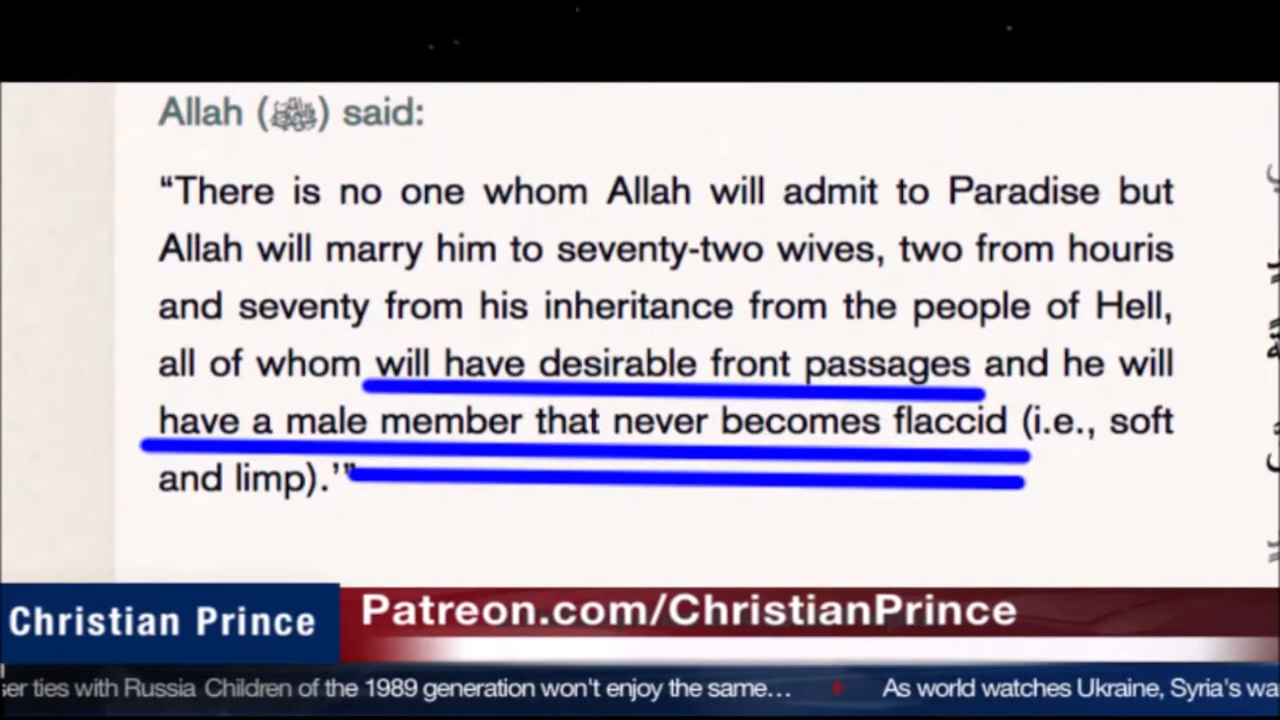 Allah (ﷻ) said:
“There is no one whom Allah will admit to Paradise but
Allah will marry him to seventy-two wives, two from houris
and seventy from his inheritance from the people of Hell,
all of whom will have desirable front passages and he will
have a male member that never becomes flaccid (i.e., soft
and limp).’”
Christian Prince
Patreon.com/ChristianPrince
ties with Russia Children of the 1989 generation won't enjoy the same... As world watches Ukraine, Syria's